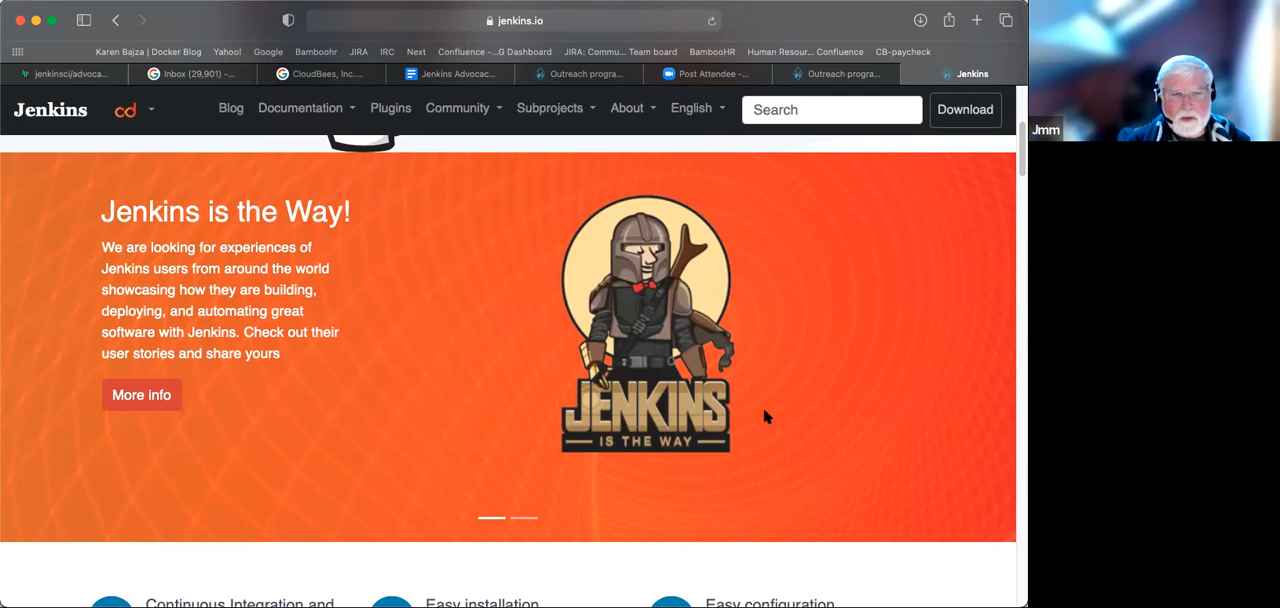 jenkins.io
Karen Bajza | Docker Blog Yahoo! Google Bamboohr JIRA IRC Next Confluence -...G Dashboard JIRA: Commu... Team board BambooHR Human Resour... Confluence CB-paycheck
jenkinsci/advoca... Inbox (29,901) -... CloudBees, Inc.... Jenkins Advocac... Outreach progra... Post Attendee -... Outreach progra... Jenkins
Jenkins cd Blog Documentation Plugins Community Subprojects About English Search Download
Jmm
Jenkins is the Way!
We are looking for experiences of
Jenkins users from around the world
showcasing how they are building,
deploying, and automating great
software with Jenkins. Check out their
user stories and share yours
More info
JENKINS
IS THE WAY
Continuous Integration and Easy installation Easy configuration